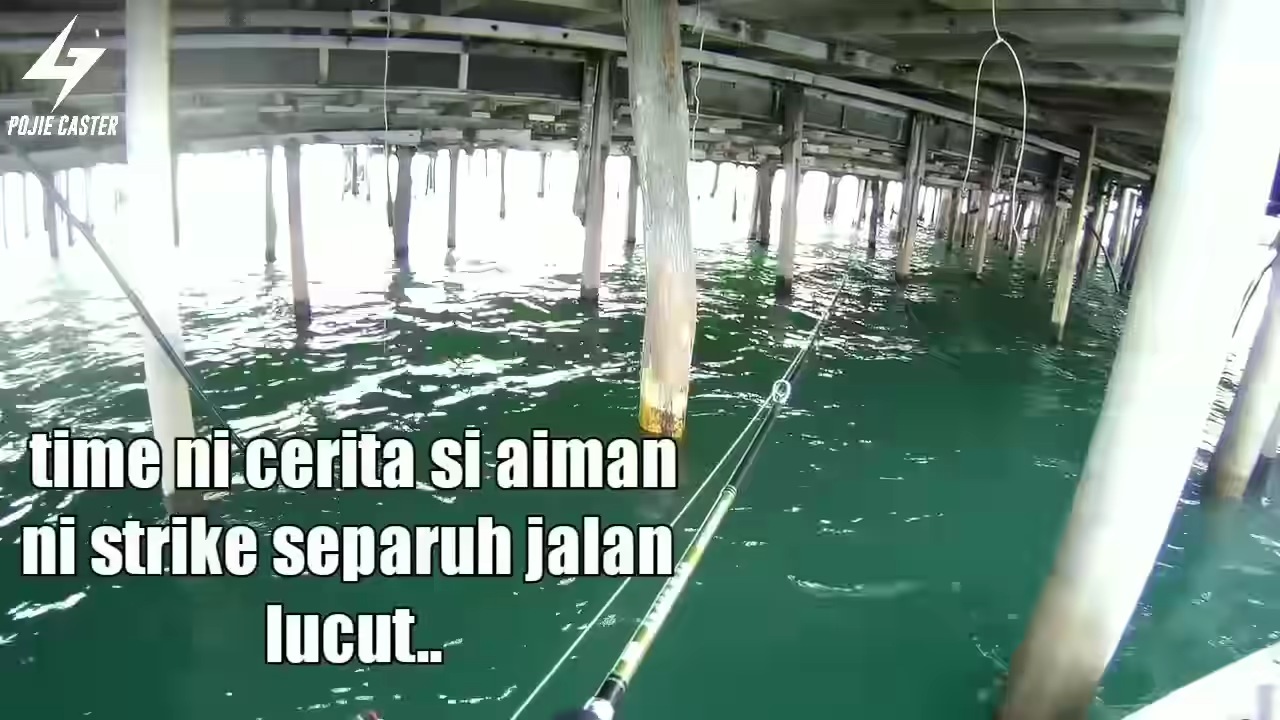 POJIE CASTER
time ni cerita si aiman
ni strike separuh jalan
lucut..